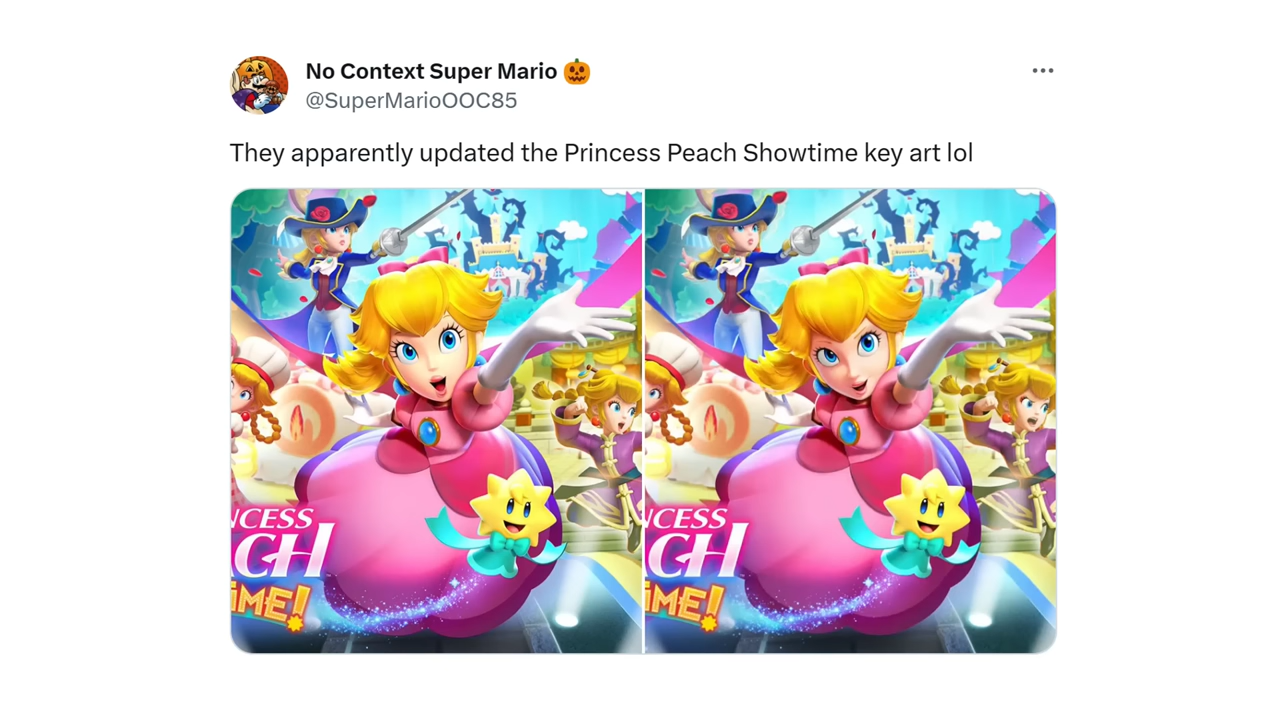 No Context Super Mario 🎃
@SuperMarioOOC85
They apparently updated the Princess Peach Showtime key art lol
NCESS
CH
iME!
NCESS
CH
iME!